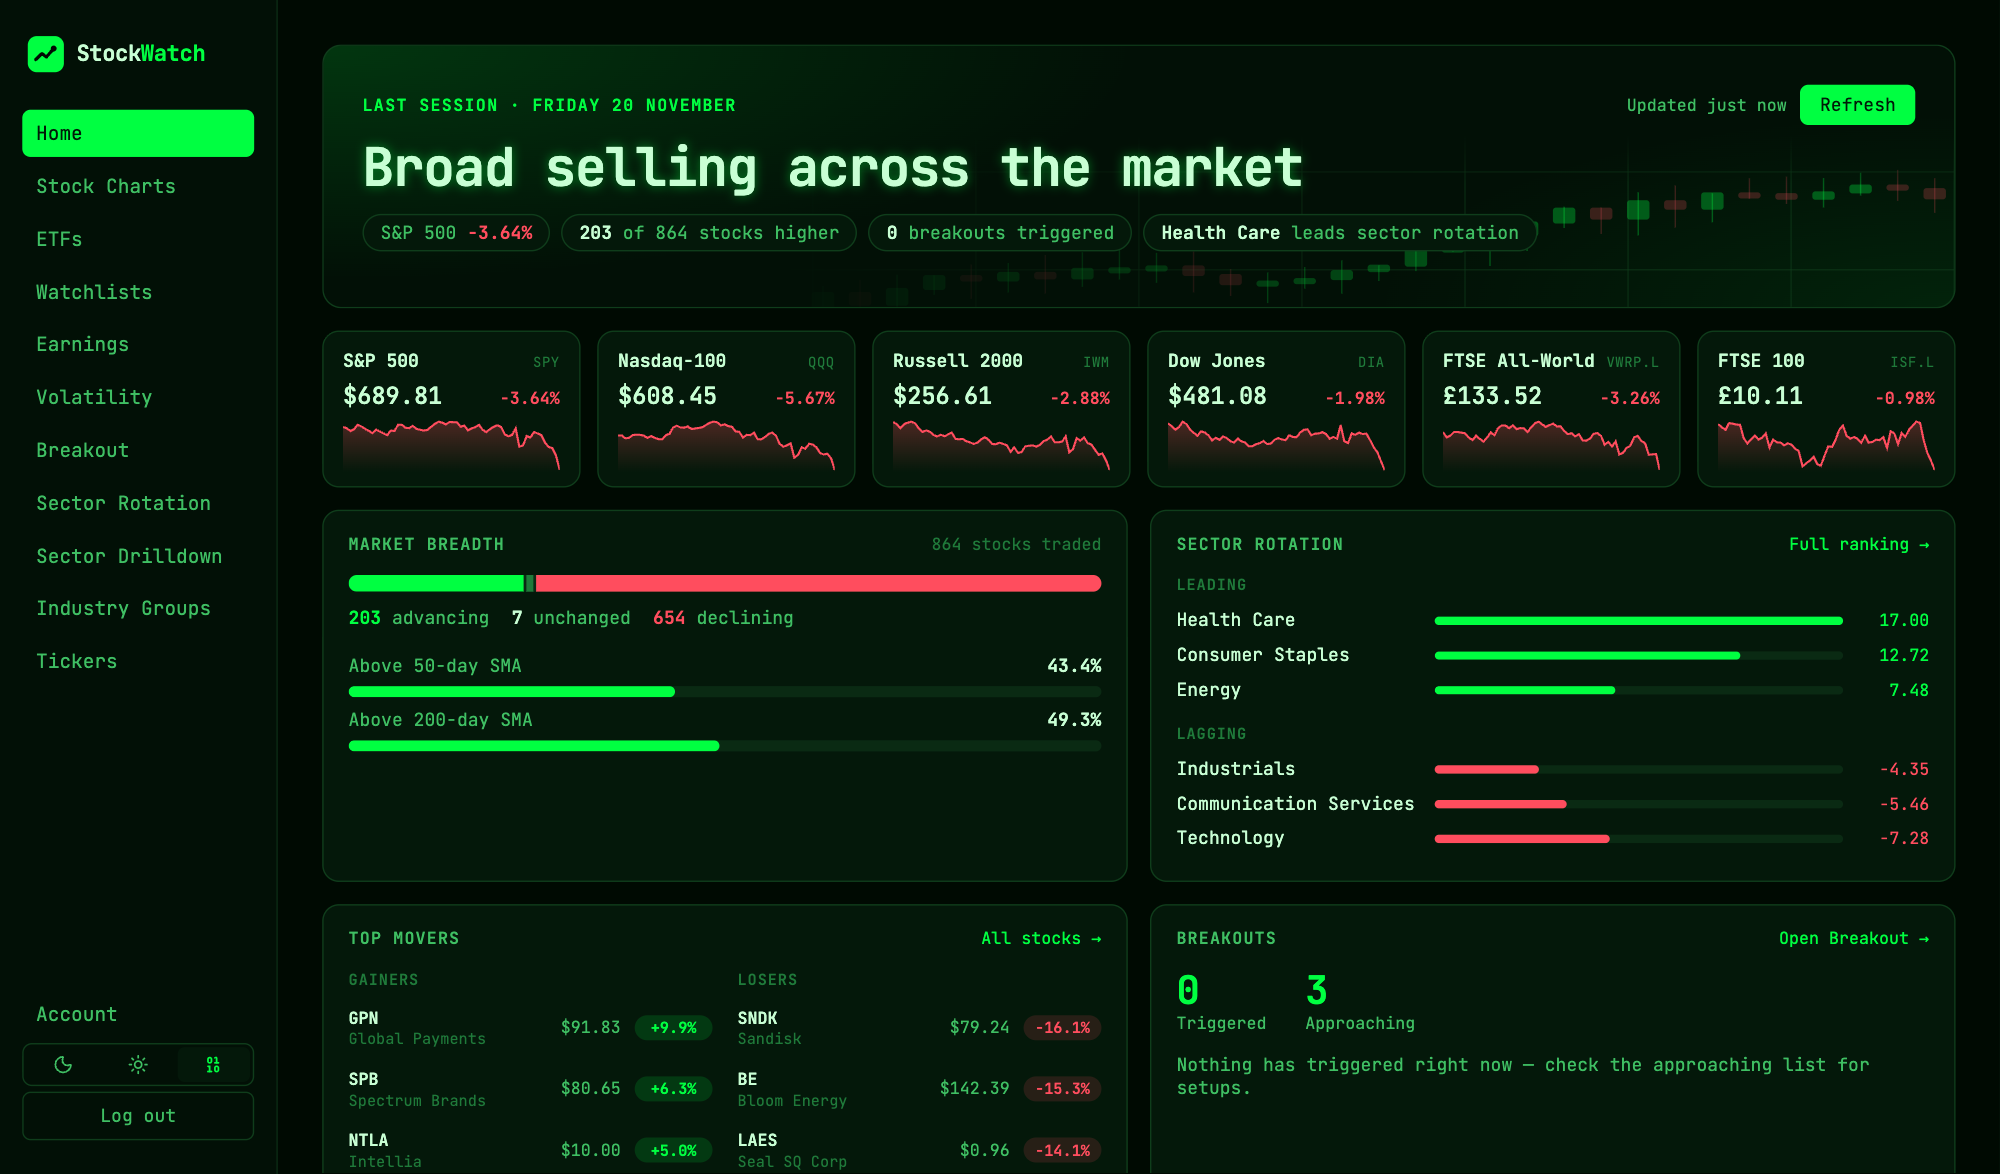 StockWatch
Home
Stock Charts
ETFs
Watchlists
Earnings
Volatility
Breakout
Sector Rotation
Sector Drilldown
Industry Groups
Tickers
Account
01
10
Log out
LAST SESSION · FRIDAY 20 NOVEMBER
Updated just now
Refresh
Broad selling across the market
S&P 500 -3.64%
203 of 864 stocks higher
0 breakouts triggered
Health Care leads sector rotation
S&P 500 SPY
$689.81 -3.64%
Nasdaq-100 QQQ
$608.45 -5.67%
Russell 2000 IWM
$256.61 -2.88%
Dow Jones DIA
$481.08 -1.98%
FTSE All-World VWRP.L
£133.52 -3.26%
FTSE 100 ISF.L
£10.11 -0.98%
MARKET BREADTH 864 stocks traded
203 advancing 7 unchanged 654 declining
Above 50-day SMA 43.4%
Above 200-day SMA 49.3%
SECTOR ROTATION Full ranking →
LEADING
Health Care 17.00
Consumer Staples 12.72
Energy 7.48
LAGGING
Industrials -4.35
Communication Services -5.46
Technology -7.28
TOP MOVERS All stocks →
GAINERS
GPN $91.83 +9.9%
Global Payments
SPB $80.65 +6.3%
Spectrum Brands
NTLA $10.00 +5.0%
Intellia
LOSERS
SNDK $79.24 -16.1%
Sandisk
BE $142.39 -15.3%
Bloom Energy
LAES $0.96 -14.1%
Seal SQ Corp
BREAKOUTS Open Breakout →
0 3
Triggered Approaching
Nothing has triggered right now — check the approaching list for
setups.